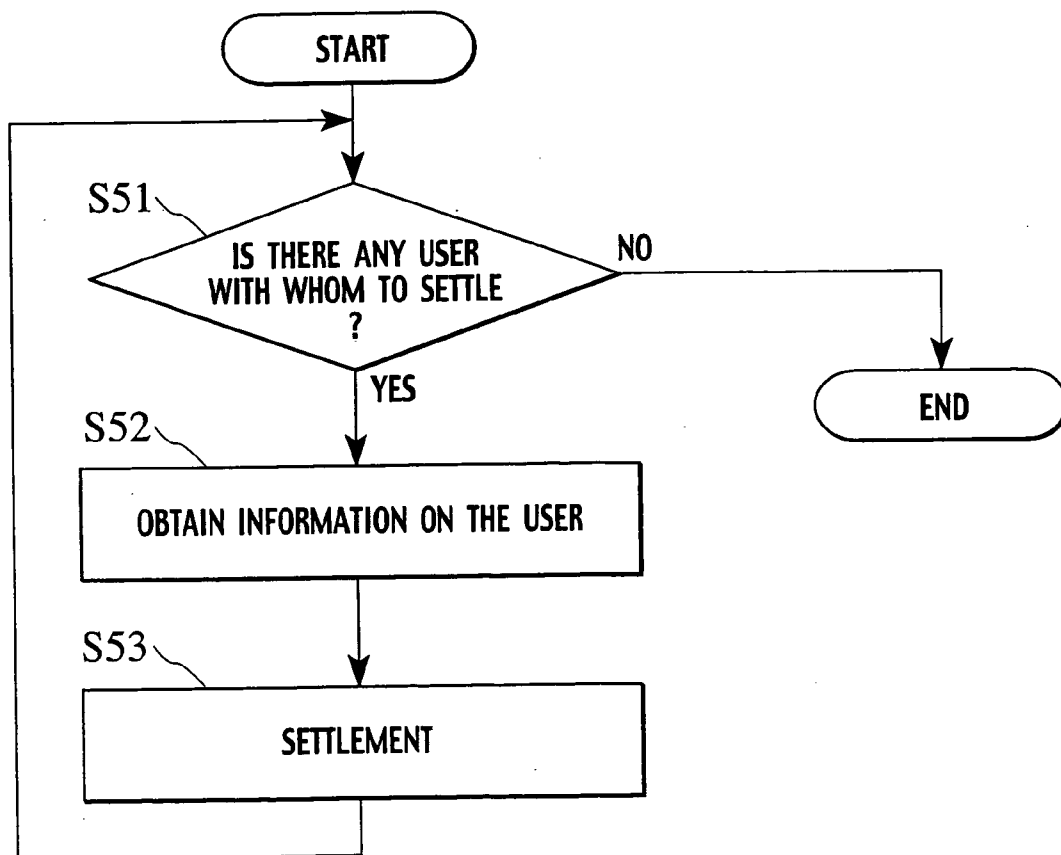 START
S51
IS THERE ANY USER
WITH WHOM TO SETTLE
?
NO
YES
END
S52
OBTAIN INFORMATION ON THE USER
S53
SETTLEMENT